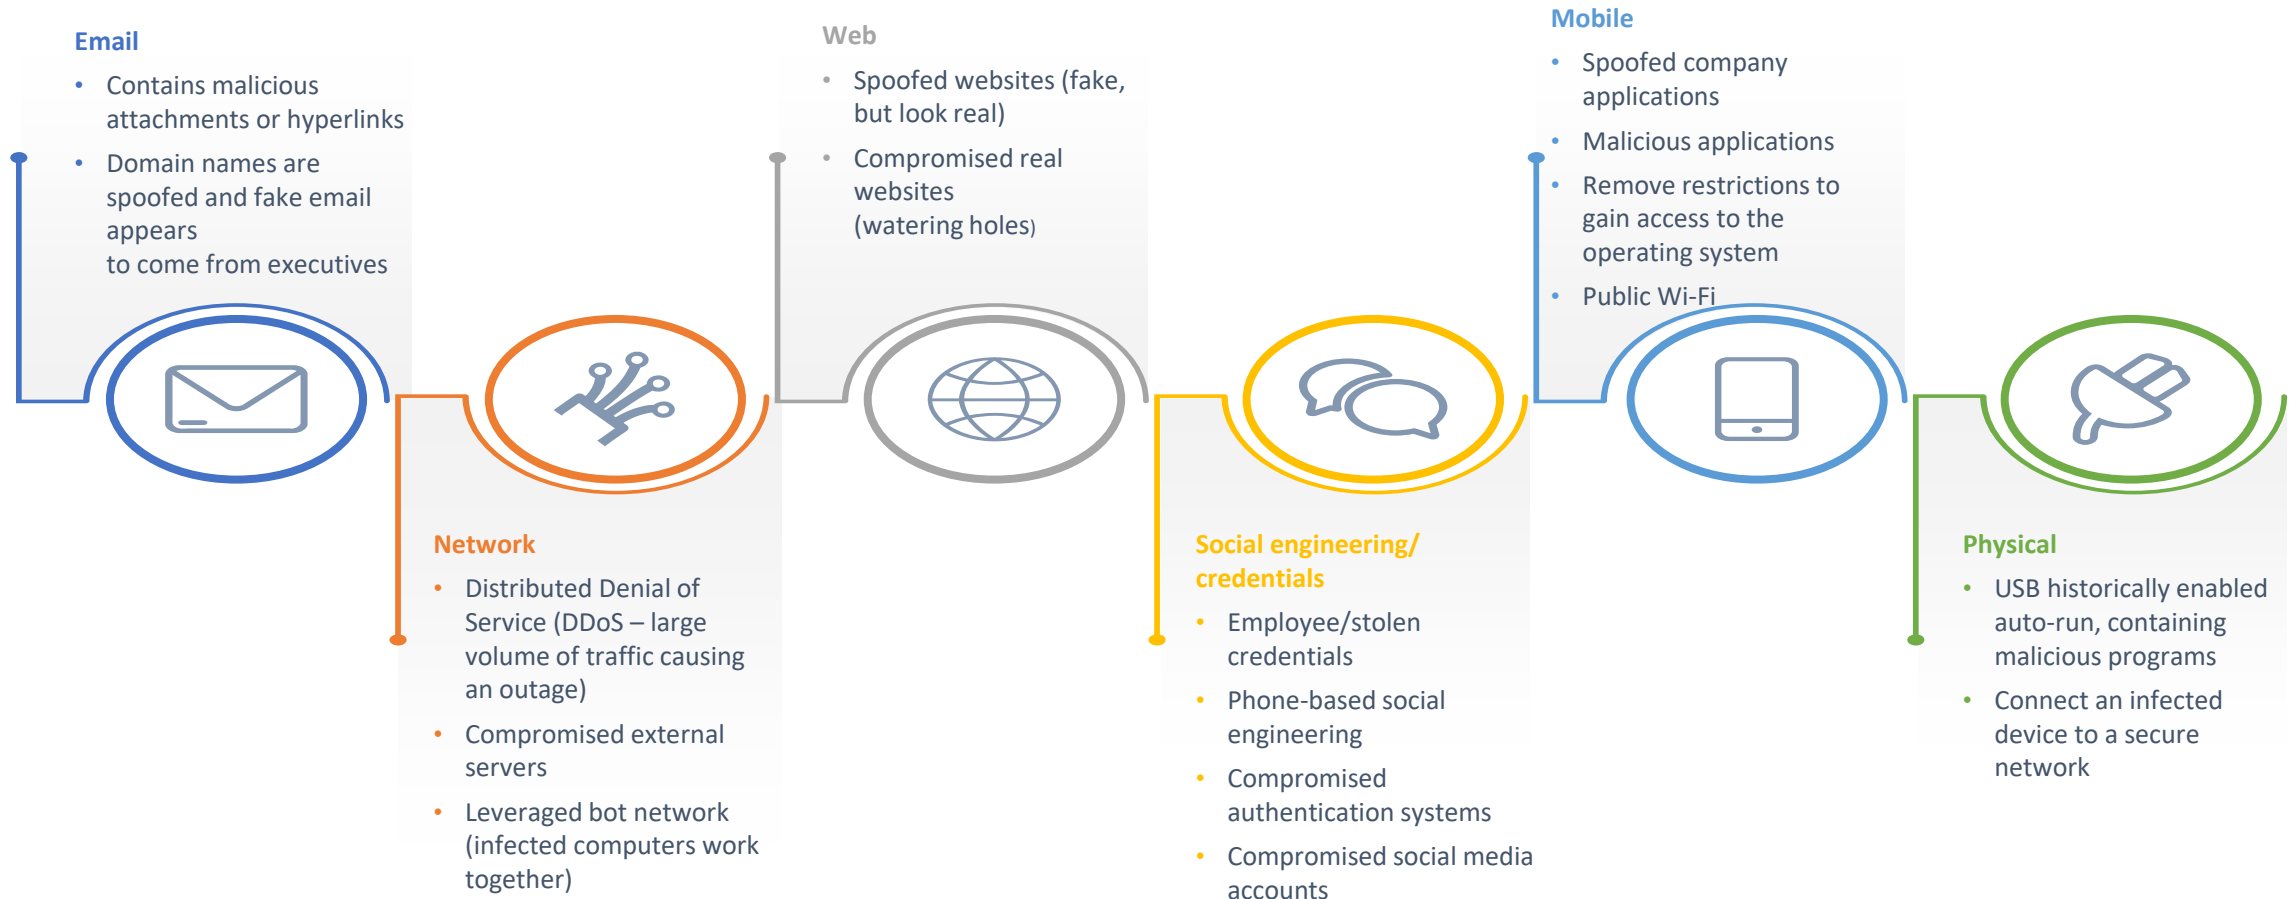 Email
• Contains malicious
attachments or hyperlinks
• Domain names are
spoofed and fake email
appears
to come from executives
Network
• Distributed Denial of
Service (DDoS – large
volume of traffic causing
an outage)
• Compromised external
servers
• Leveraged bot network
(infected computers work
together)
Web
• Spoofed websites (fake,
but look real)
• Compromised real
websites
(watering holes)
Social engineering/
credentials
• Employee/stolen
credentials
• Phone-based social
engineering
• Compromised
authentication systems
• Compromised social media
accounts
Mobile
• Spoofed company
applications
• Malicious applications
• Remove restrictions to
gain access to the
operating system
• Public Wi-Fi
Physical
• USB historically enabled
auto-run, containing
malicious programs
• Connect an infected
device to a secure
network